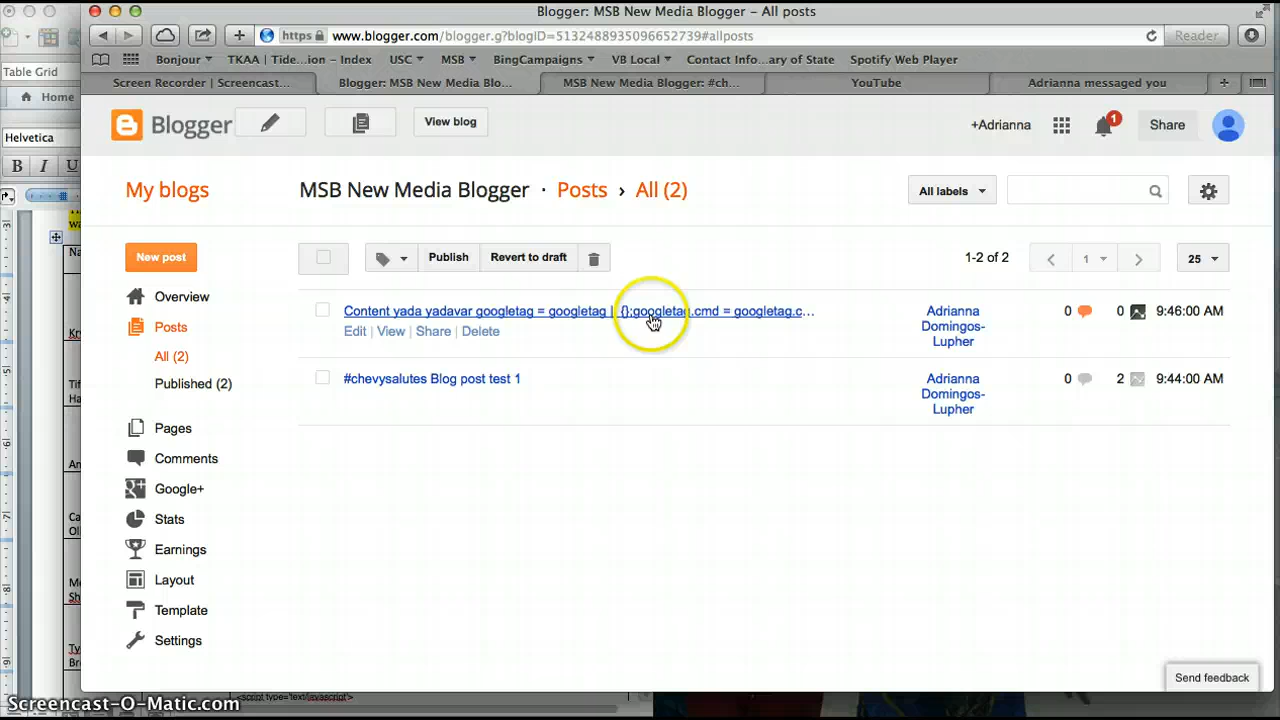 Blogger: MSB New Media Blogger - All posts
https www.blogger.com/blogger.g?blogID=5132488935096652739#allposts
Reader
Bonjour TKAA | Tide...ion - Index USC MSB BingCampaigns VB Local Contact Info...ary of State Spotify Web Player
Table Grid
Screen Recorder | Screencast... Blogger: MSB New Media Blo... MSB New Media Blogger: #ch... YouTube Adrianna messaged you
Home
Blogger View blog +Adrianna 1 Share
Helvetica
B I U
My blogs MSB New Media Blogger · Posts › All (2) All labels
New post Publish Revert to draft 1-2 of 2 1 25
Overview
Content yada yadavar googletag = googletag | {};googletag.cmd = googletag.c... Adrianna Domingos-Lupher 0 0 9:46:00 AM
Edit | View | Share | Delete
Posts
All (2)
Published (2)
#chevysalutes Blog post test 1 Adrianna Domingos-Lupher 0 2 9:44:00 AM
Pages
Comments
Google+
Stats
Earnings
Layout
Template
Settings
Send feedback
<script type="text/javascript">
Screencast-O-Matic.com